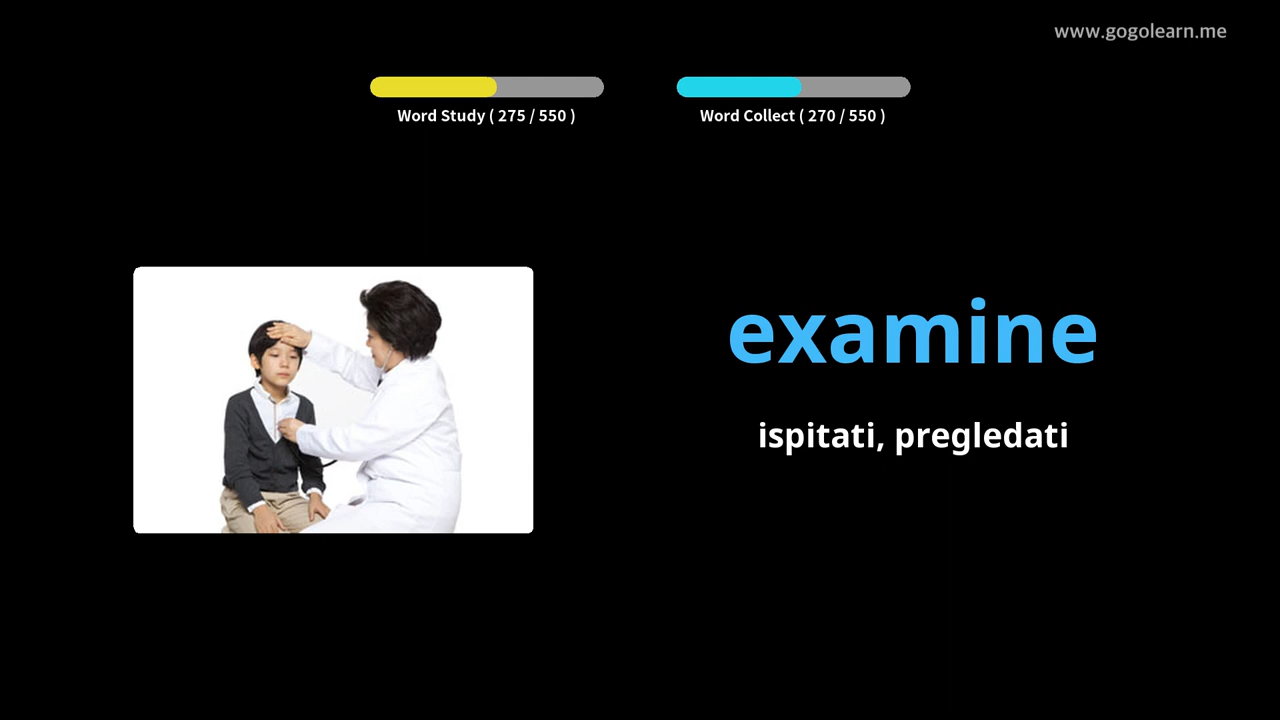 www.gogolearn.me
Word Study ( 275 / 550 )
Word Collect ( 270 / 550 )
examine
ispitati, pregledati